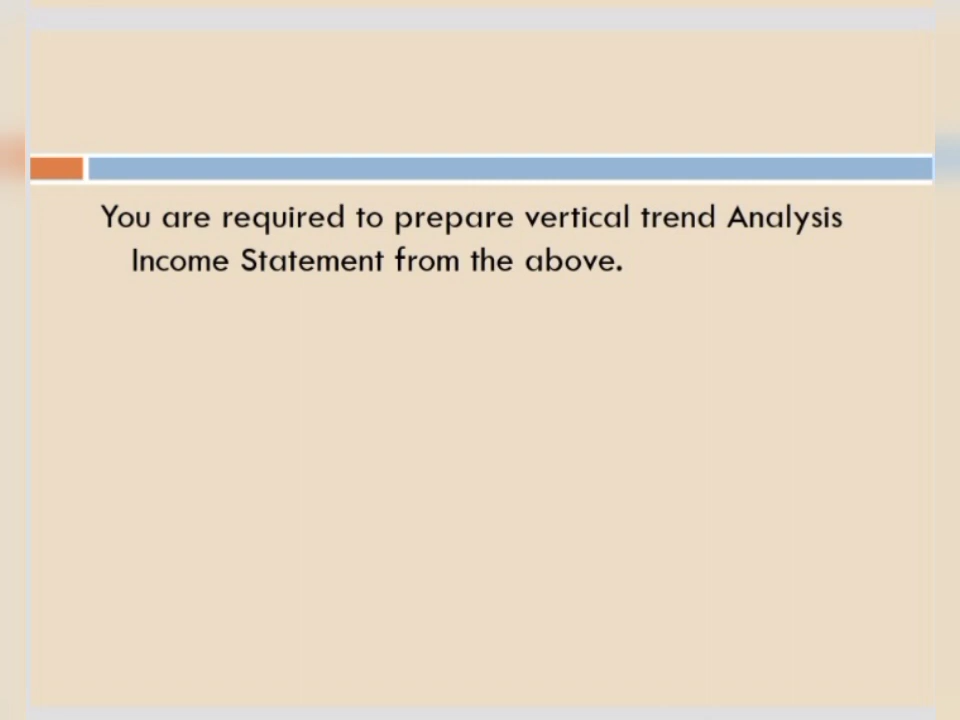 You are required to prepare vertical trend Analysis
Income Statement from the above.